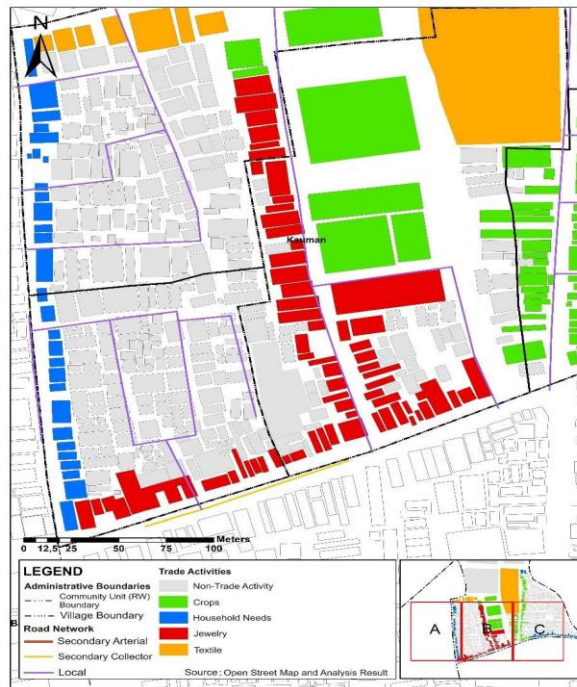 N
Kauman
Meters
0 12,5 25 50 75 100
LEGEND
Administrative Boundaries
Community Unit (RW)
Boundary
Village Boundary
Road Network
Secondary Arterial
Secondary Collector
Local
Trade Activities
Non-Trade Activity
Crops
Household Needs
Jewelry
Textile
Source : Open Street Map and Analysis Result
B
A
B
C